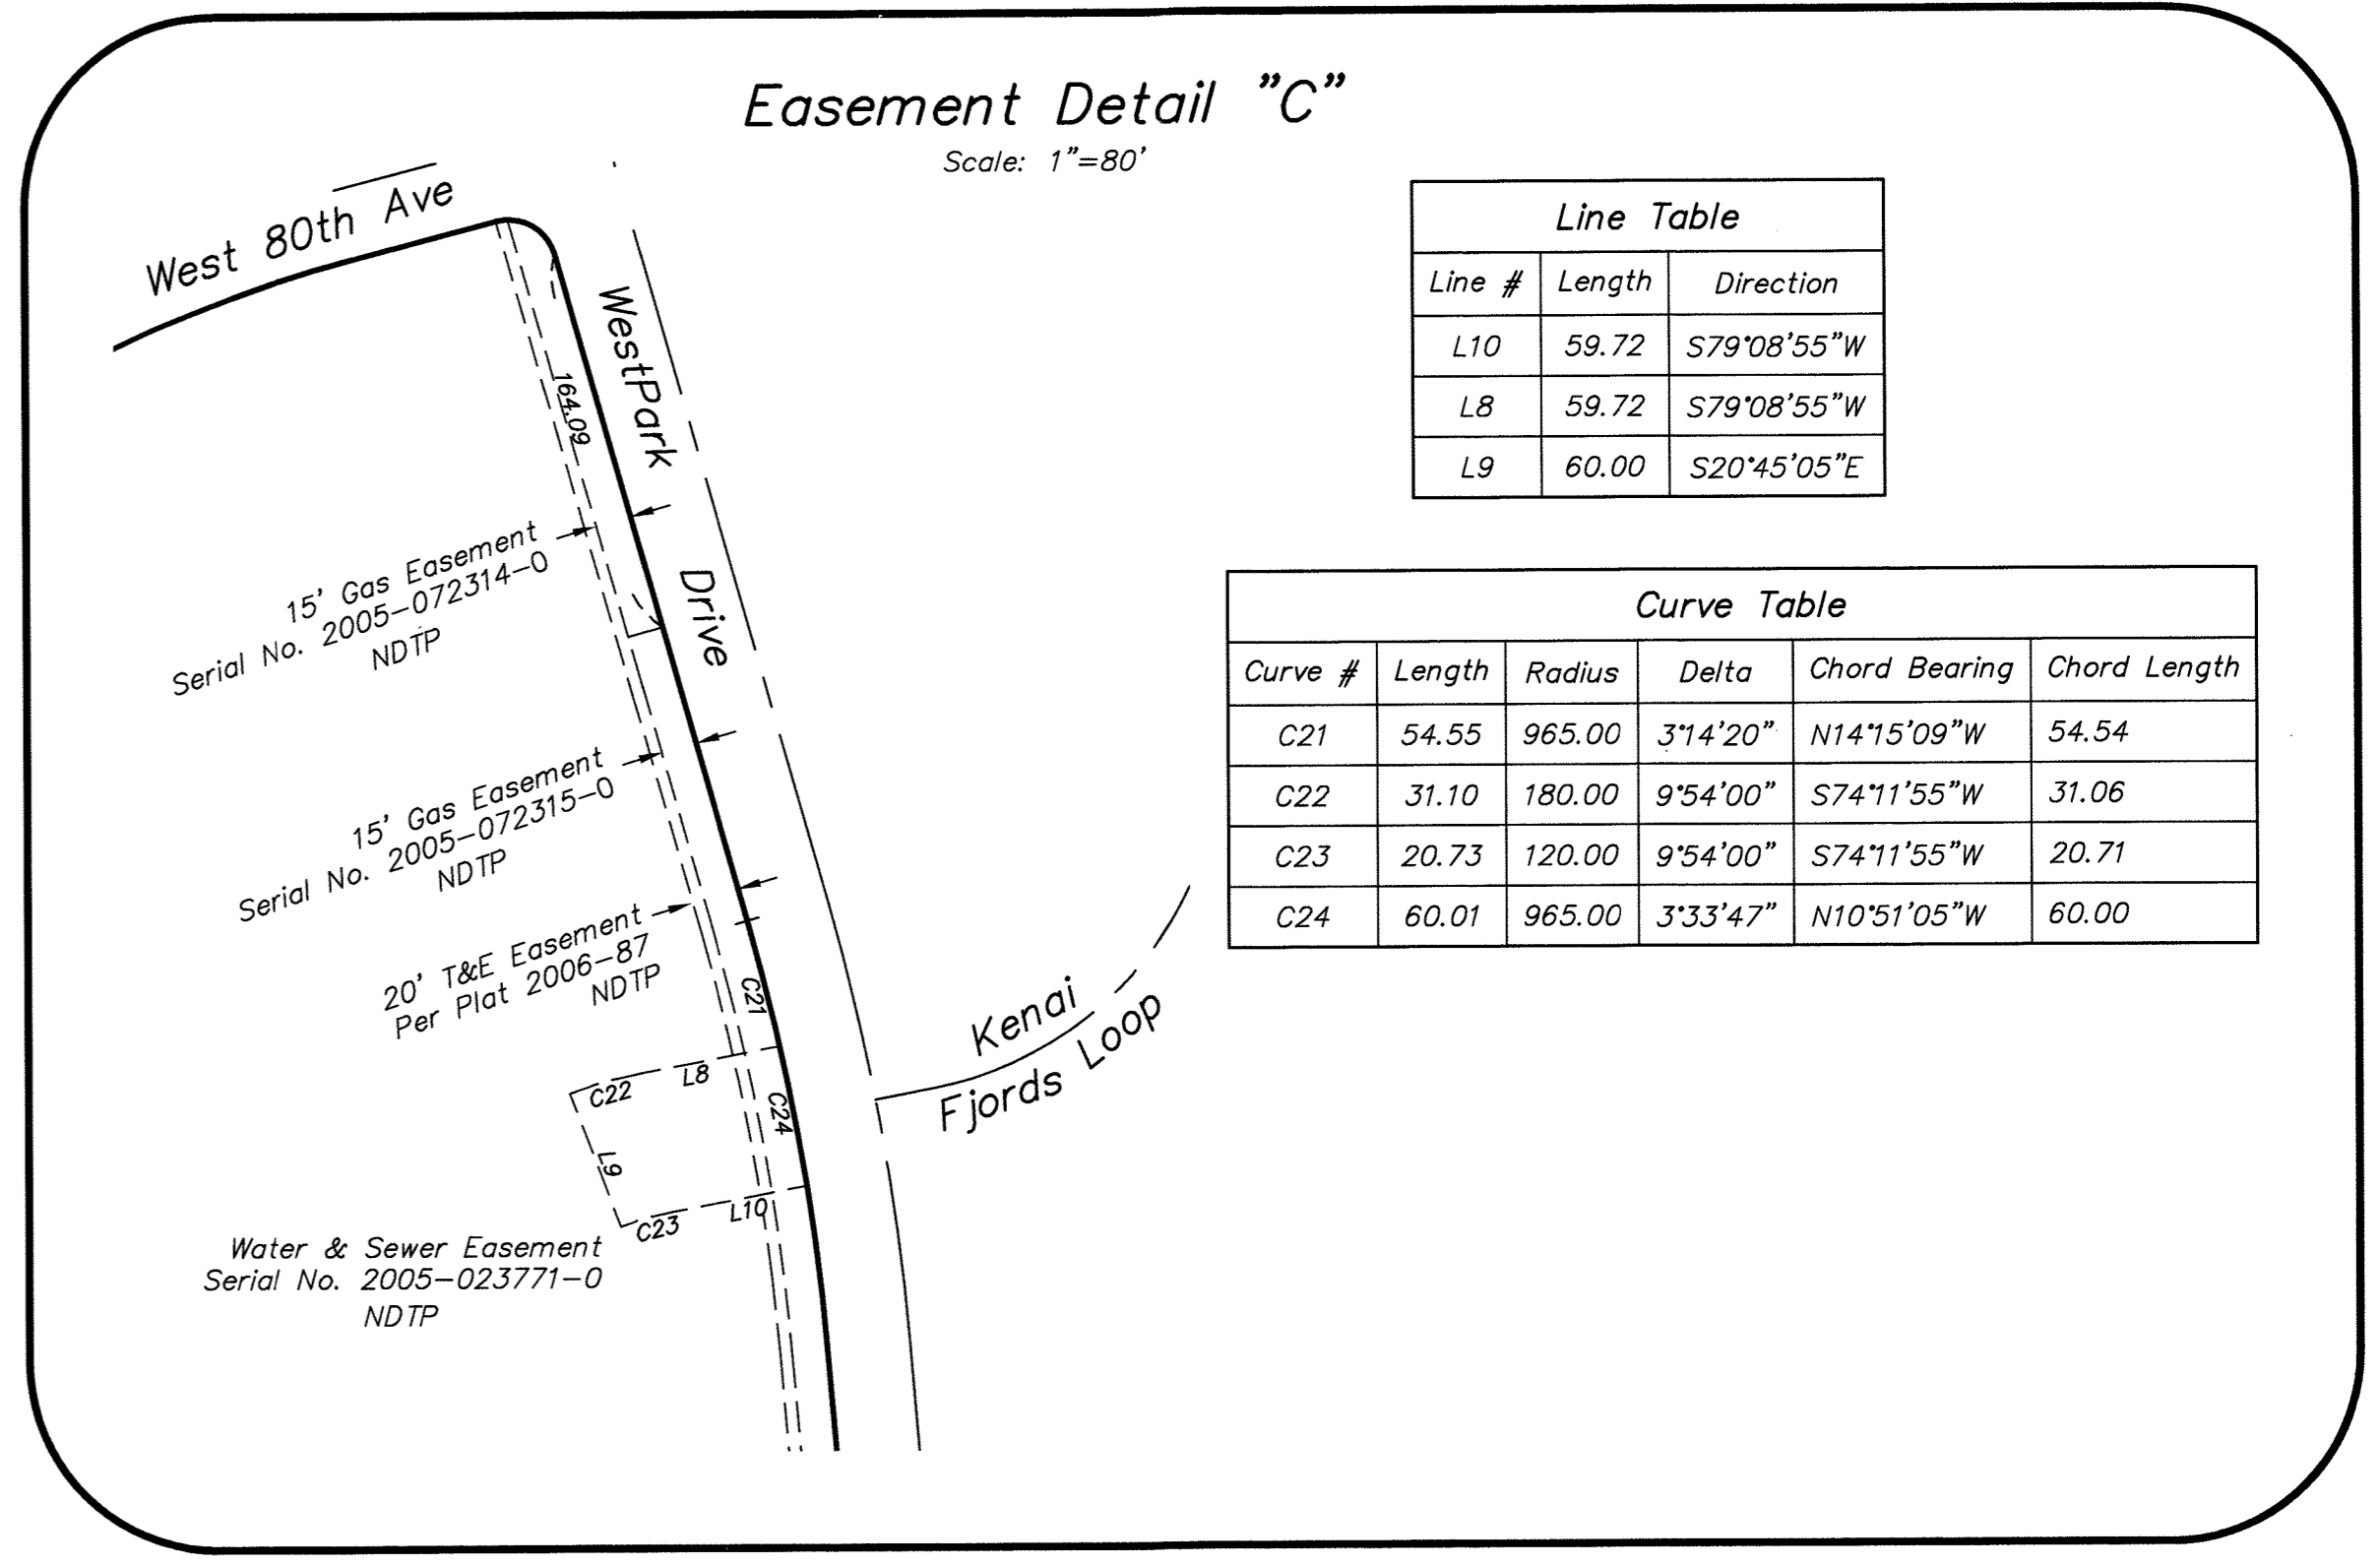 Easement Detail "C"
Scale: 1"=80'
West 80th Ave
WestPark Drive
164.09
15' Gas Easement
Serial No. 2005-072314-0
NDTP
15' Gas Easement
Serial No. 2005-072315-0
NDTP
20' T&E Easement
Per Plat 2006-87
NDTP
C21
C22
L8
C24
L9
C23
L10
Kenai
Fjords Loop
Water & Sewer Easement
Serial No. 2005-023771-0
NDTP
Line Table
Line # Length Direction
L10 59.72 S79°08'55"W
L8 59.72 S79°08'55"W
L9 60.00 S20°45'05"E
Curve Table
Curve # Length Radius Delta Chord Bearing Chord Length
C21 54.55 965.00 3°14'20" N14°15'09"W 54.54
C22 31.10 180.00 9°54'00" S74°11'55"W 31.06
C23 20.73 120.00 9°54'00" S74°11'55"W 20.71
C24 60.01 965.00 3°33'47" N10°51'05"W 60.00